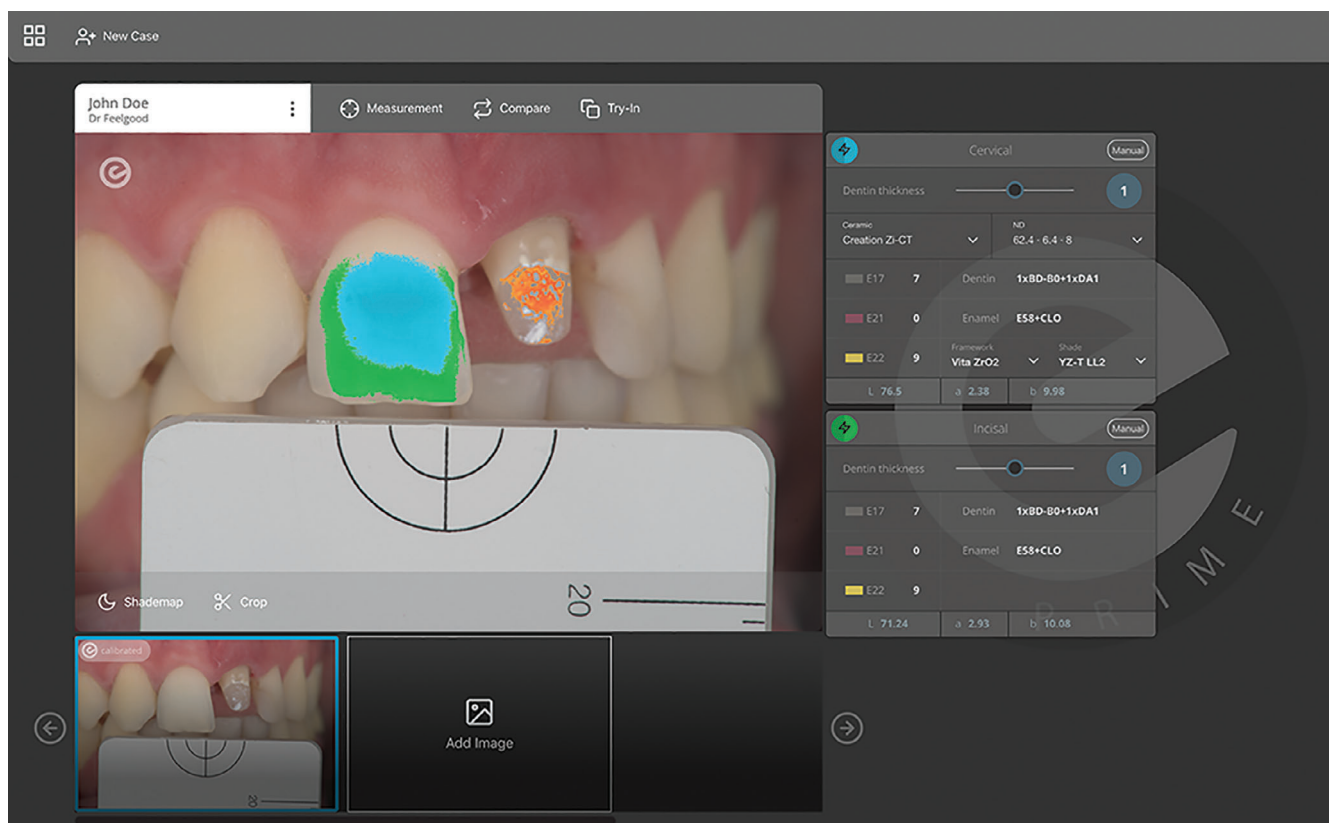 New Case
John Doe
Dr Feelgood
Measurement
Compare
Try-In
Cervical
Manual
Dentin thickness
1
Ceramic
Creation Zi-CT
ND
62.4 - 6.4 - 8
E17 7 Dentin 1xBD-B0+1xDA1
E21 0 Enamel E58+CLO
E22 9
Framework
Vita ZrO2
Shade
YZ-T LL2
L 76.5 a 2.38 b 9.98
Incisal
Manual
Dentin thickness
1
E17 7 Dentin 1xBD-B0+1xDA1
E21 0 Enamel E58+CLO
E22 9
L 71.24 a 2.93 b 10.08
PRIME
20
Shademap
Crop
calibrated
20
Add Image